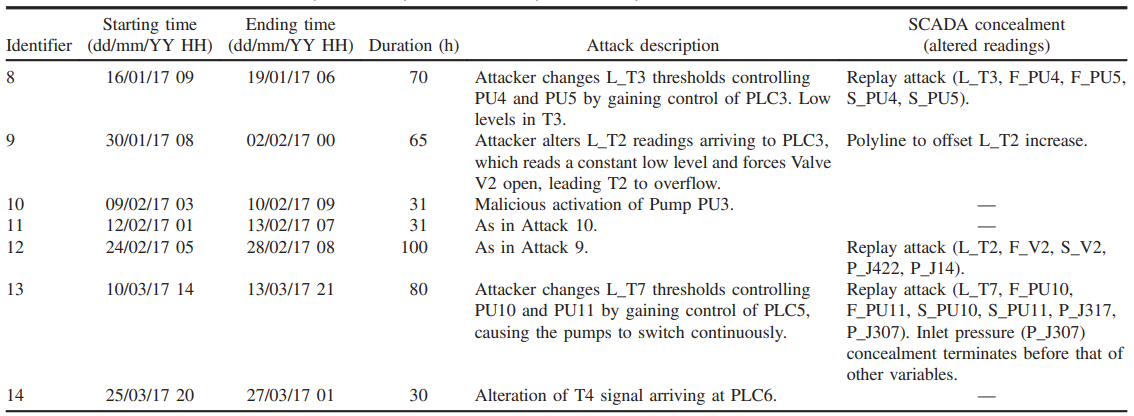 Identifier Starting time (dd/mm/YY HH) Ending time (dd/mm/YY HH) Duration (h) Attack description SCADA concealment (altered readings)
8 16/01/17 09 19/01/17 06 70 Attacker changes L_T3 thresholds controlling Replay attack (L_T3, F_PU4, F_PU5,
PU4 and PU5 by gaining control of PLC3. Low S_PU4, S_PU5).
levels in T3.
9 30/01/17 08 02/02/17 00 65 Attacker alters L_T2 readings arriving to PLC3, Polyline to offset L_T2 increase.
which reads a constant low level and forces Valve
V2 open, leading T2 to overflow.
10 09/02/17 03 10/02/17 09 31 Malicious activation of Pump PU3. —
11 12/02/17 01 13/02/17 07 31 As in Attack 10. —
12 24/02/17 05 28/02/17 08 100 As in Attack 9. Replay attack (L_T2, F_V2, S_V2,
P_J422, P_J14).
13 10/03/17 14 13/03/17 21 80 Attacker changes L_T7 thresholds controlling Replay attack (L_T7, F_PU10,
PU10 and PU11 by gaining control of PLC5, F_PU11, S_PU10, S_PU11, P_J317,
causing the pumps to switch continuously. P_J307). Inlet pressure (P_J307)
concealment terminates before that of
other variables.
14 25/03/17 20 27/03/17 01 30 Alteration of T4 signal arriving at PLC6. —